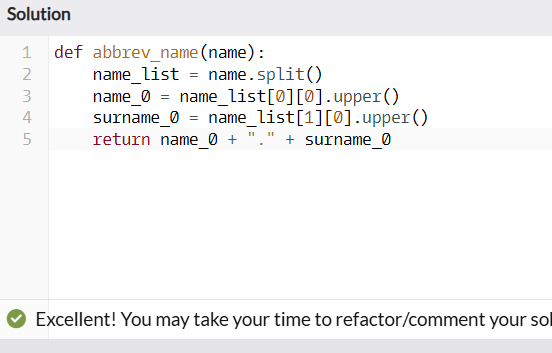 Solution
1 def abbrev_name(name):
2     name_list = name.split()
3     name_0 = name_list[0][0].upper()
4     surname_0 = name_list[1][0].upper()
5     return name_0 + "." + surname_0
Excellent! You may take your time to refactor/comment your sol